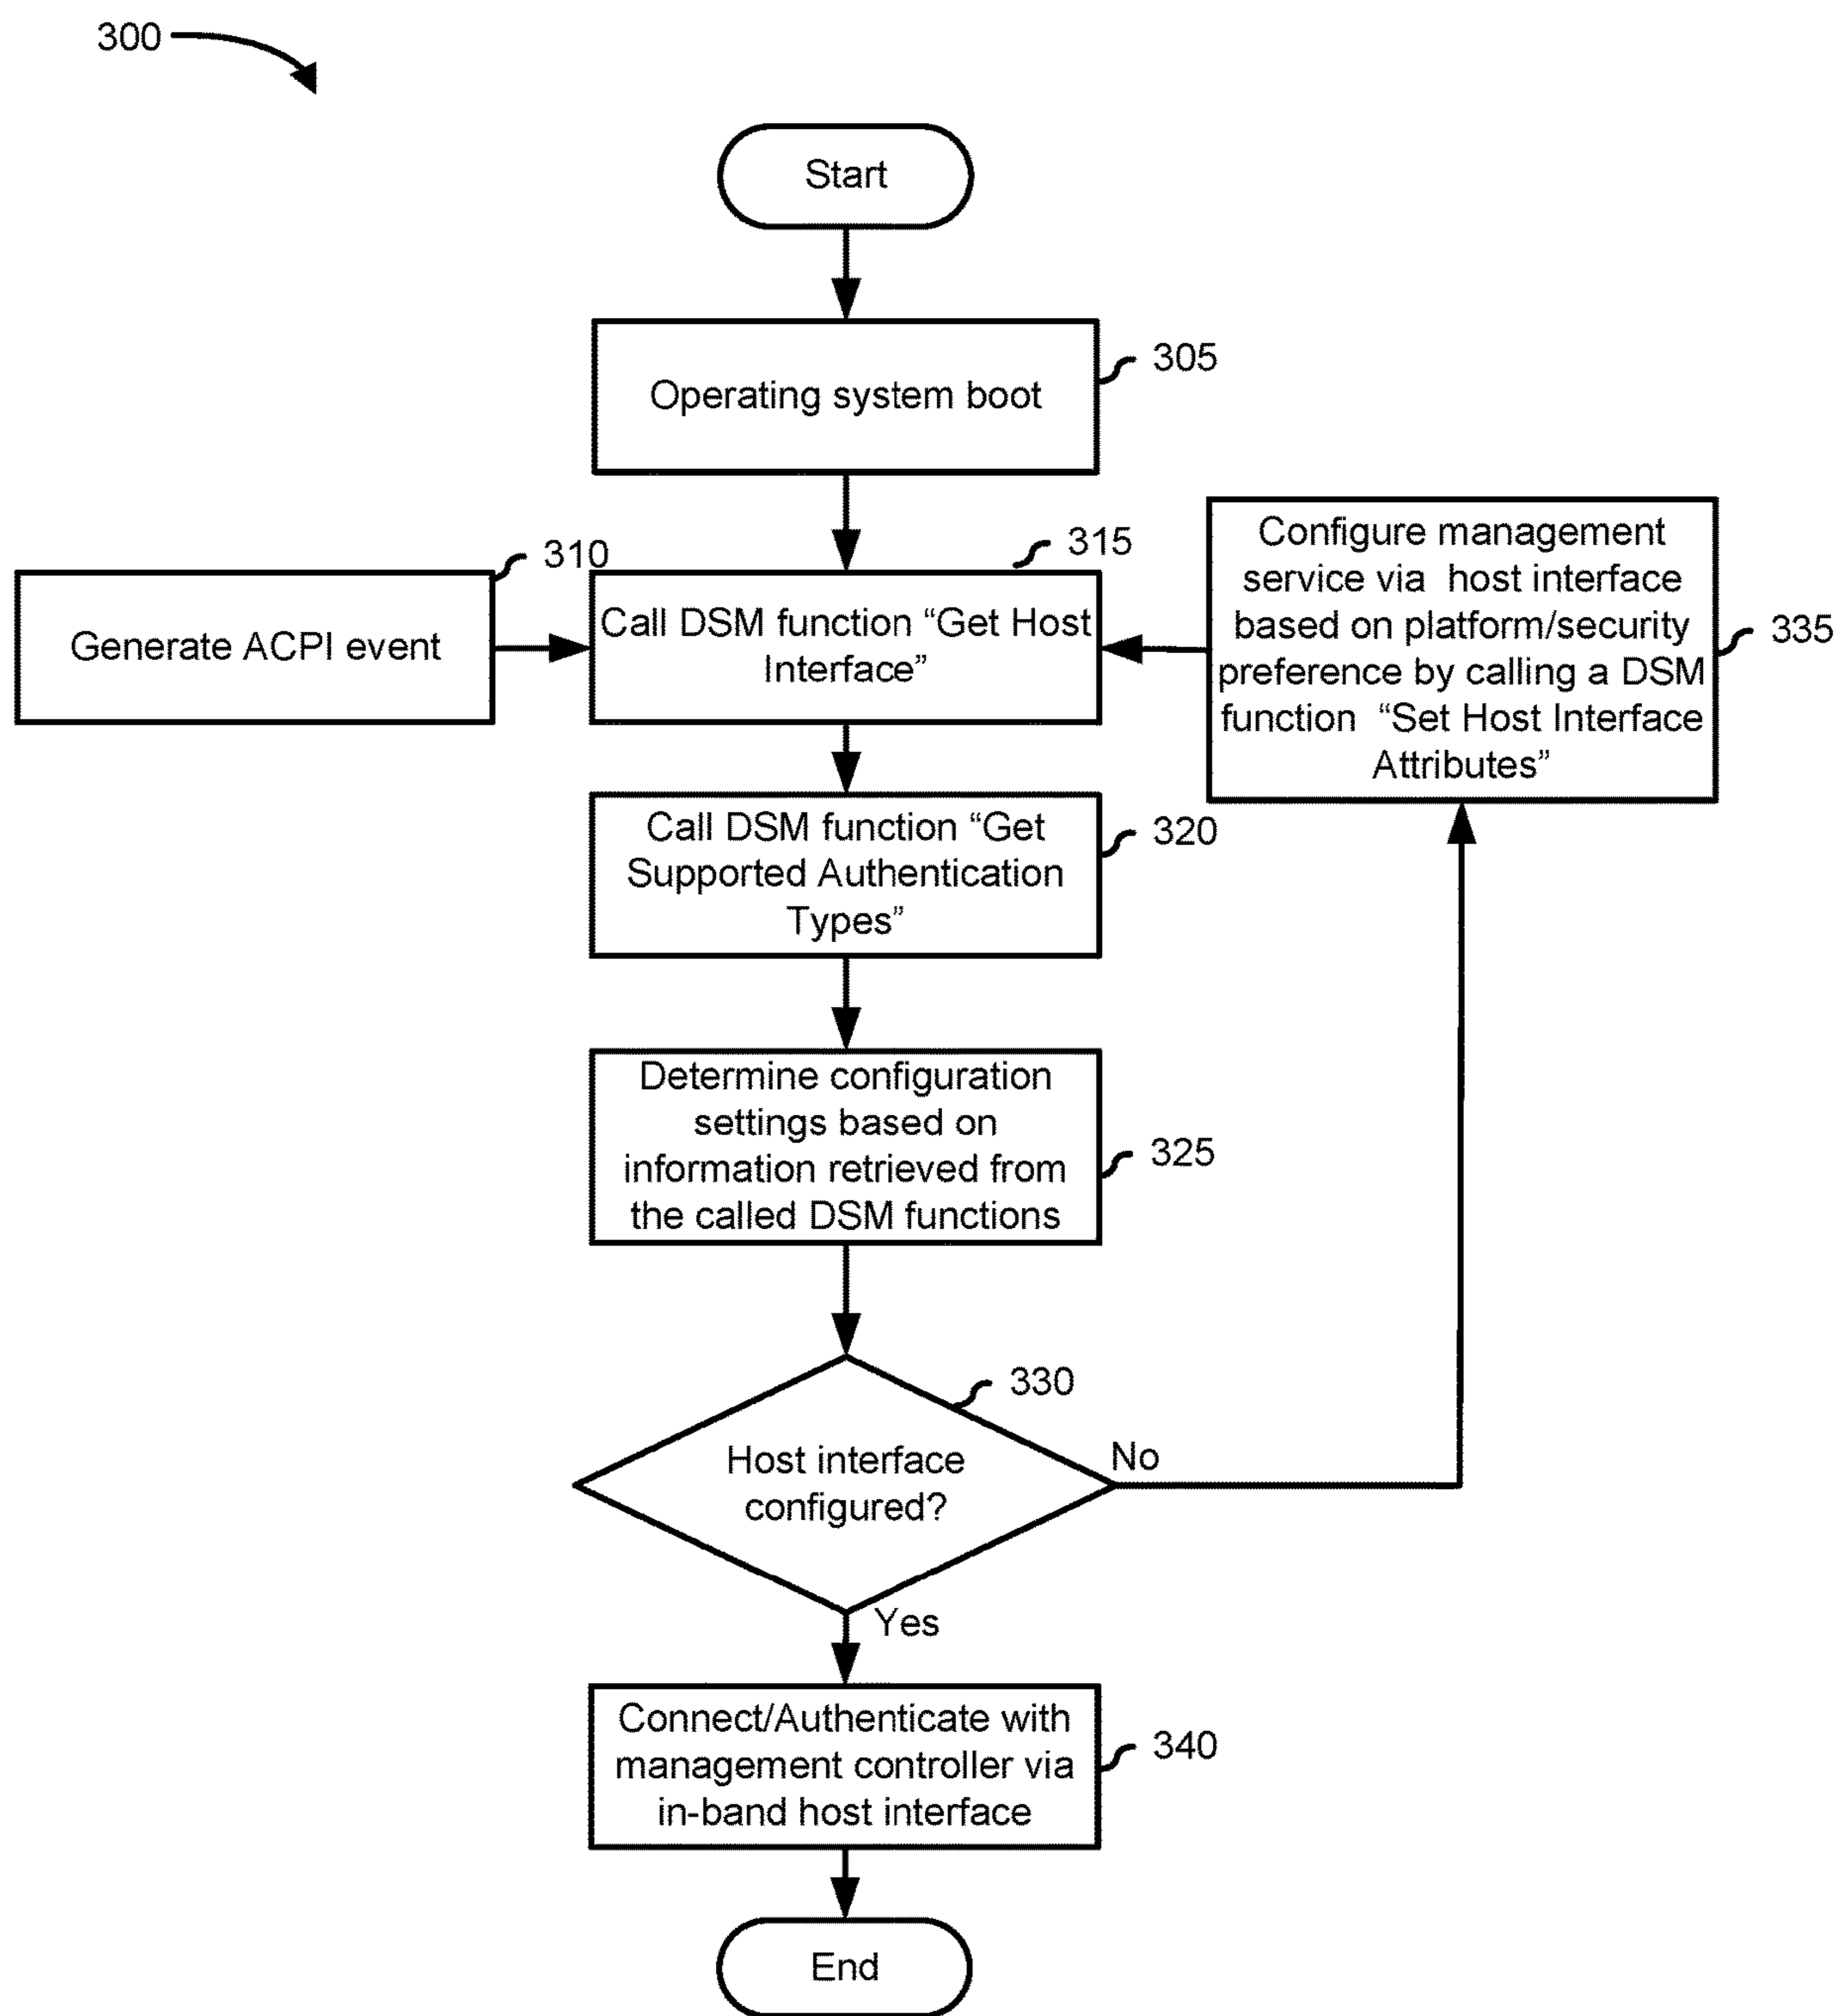 300
Start
Operating system boot
305
Generate ACPI event
310
Call DSM function “Get Host
Interface”
315
Configure management
service via host interface
based on platform/security
preference by calling a DSM
function “Set Host Interface
Attributes”
335
Call DSM function “Get
Supported Authentication
Types”
320
Determine configuration
settings based on
information retrieved from
the called DSM functions
325
330
Host interface
configured?
No
Yes
Connect/Authenticate with
management controller via
in-band host interface
340
End